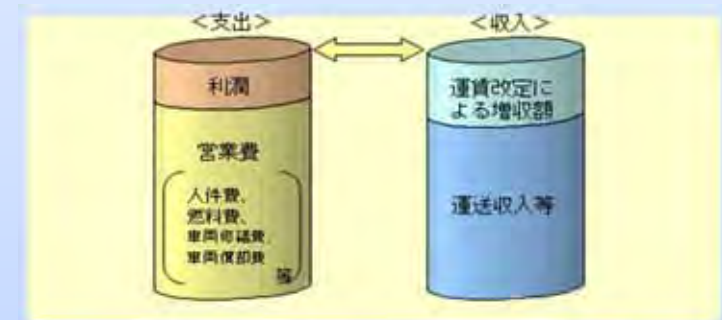 ＜支出＞
＜収入＞
利潤
営業費
人件費、
燃料費、
車両修繕費、
車両償却費
等
運賃改定に
よる増収額
運送収入等